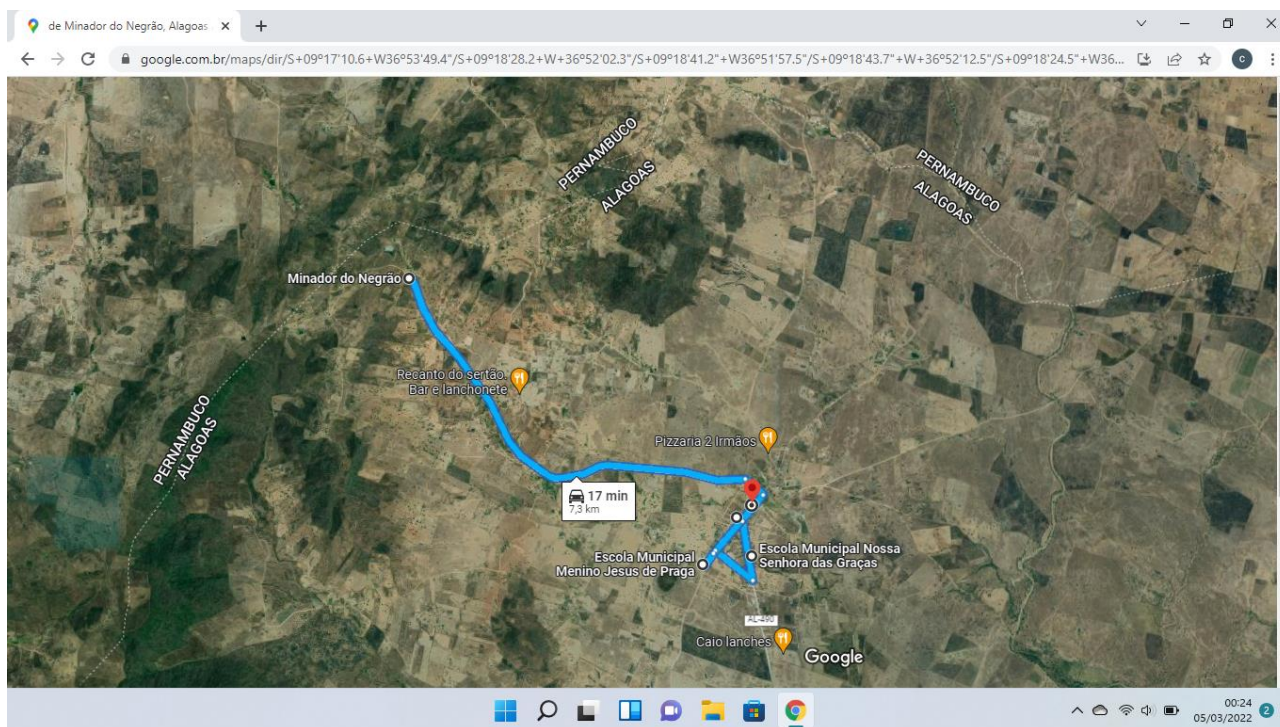 de Minador do Negrão, Alagoas
google.com.br/maps/dir/S+09°17'10.6+W36°53'49.4"/S+09°18'28.2+W+36°52'02.3"/S+09°18'41.2"+W36°51'57.5"/S+09°18'43.7"+W+36°52'12.5"/S+09°18'24.5"+W36...
C
PERNAMBUCO
ALAGOAS
PERNAMBUCO
ALAGOAS
Minador do Negrão
Recanto do sertão.
Bar e lanchonete
PERNAMBUCO
ALAGOAS
Pizzaria 2 Irmãos
17 min
7,3 km
Escola Municipal
Menino Jesus de Praga
Escola Municipal Nossa
Senhora das Graças
AL-490
Caio lanches
Google
00:24
05/03/2022
2